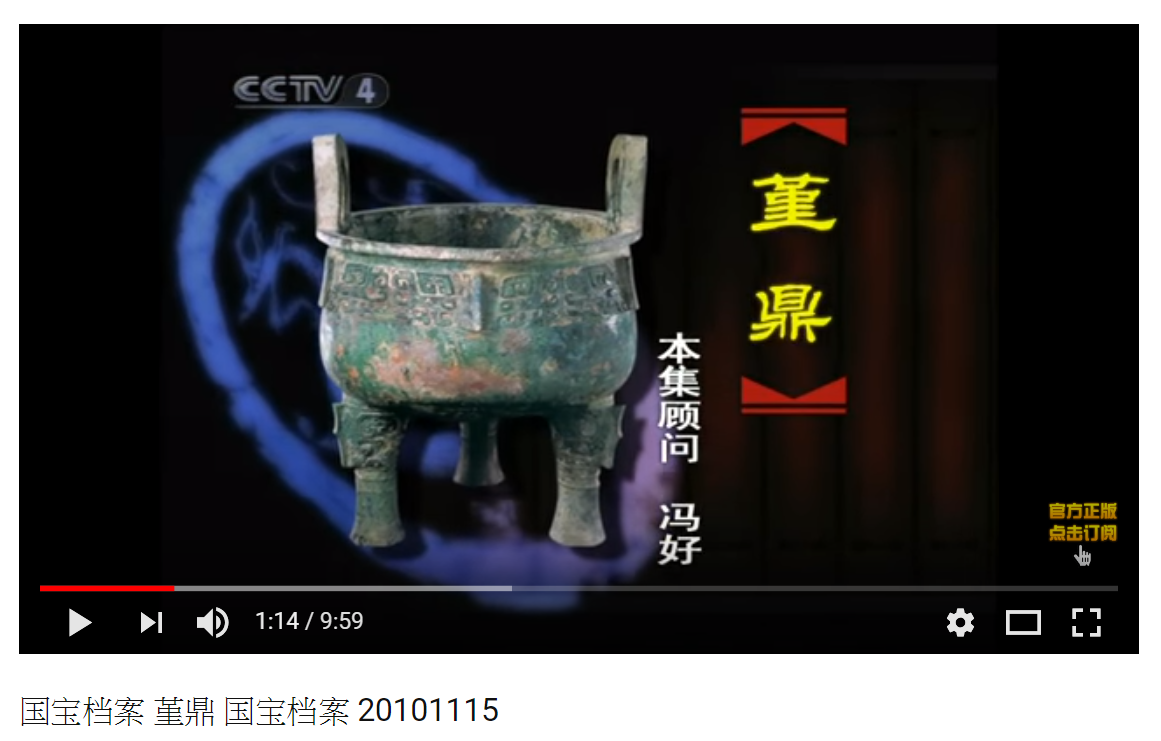 CCTV 4
堇鼎
本集顾问 冯好
官方正版
点击订阅
1:14 / 9:59
国宝档案 堇鼎 国宝档案 20101115